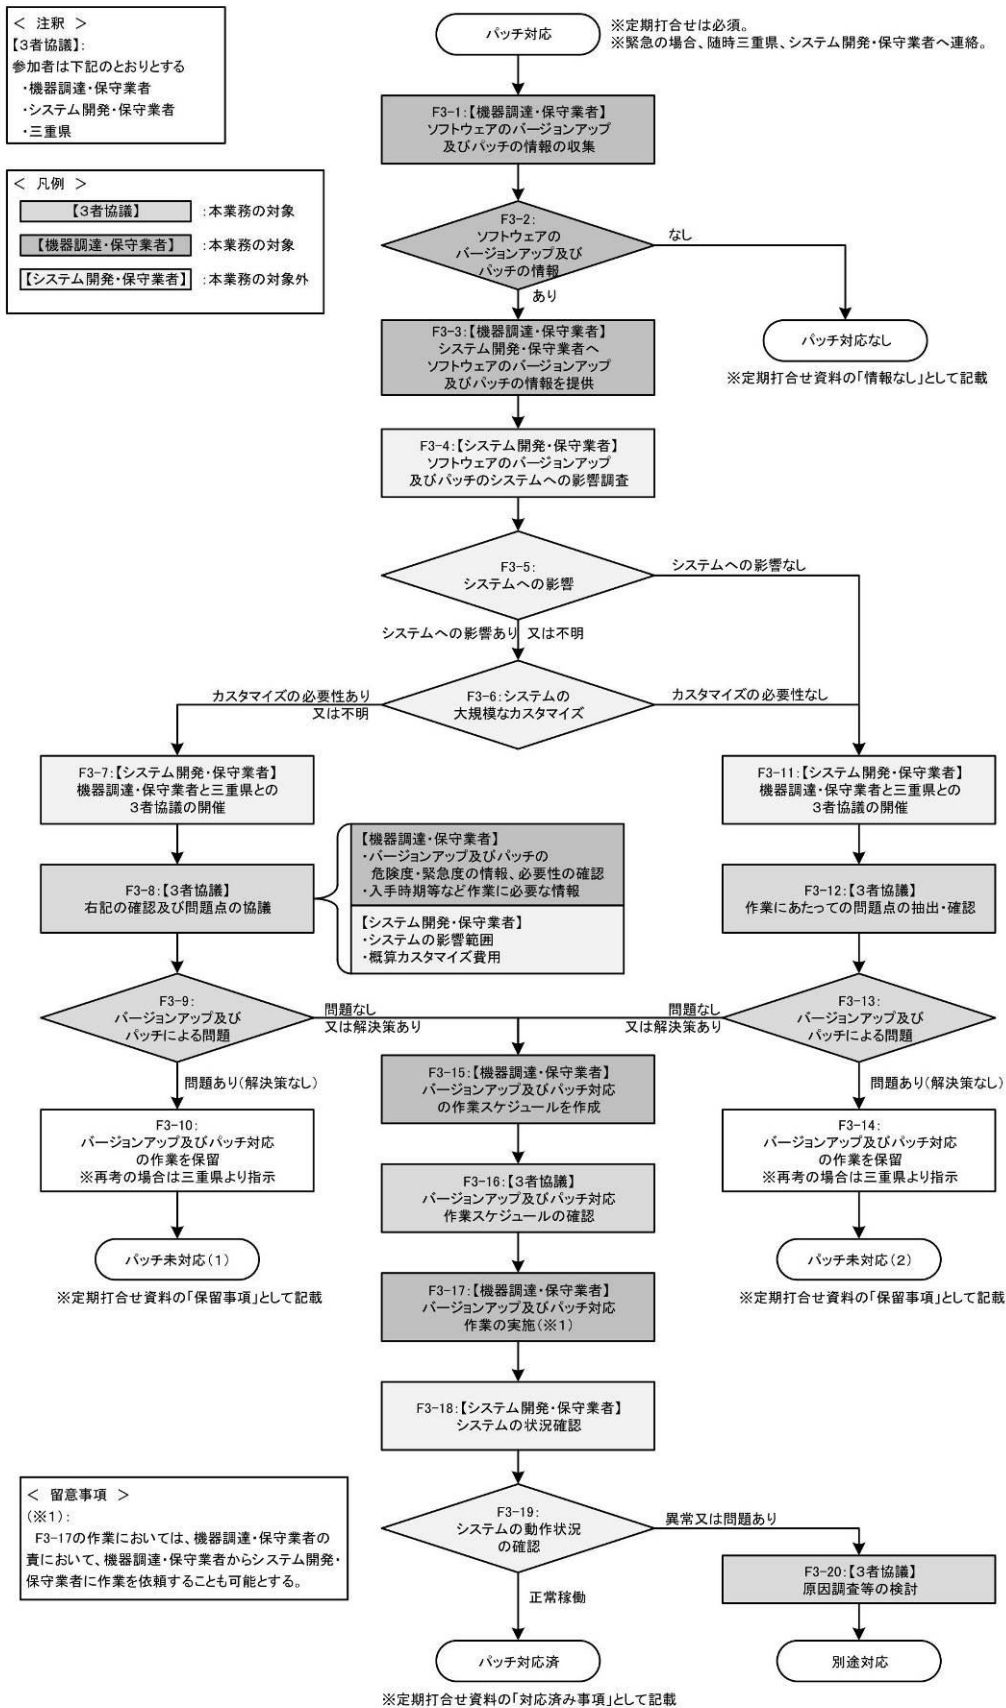 ＜ 注釈 ＞
【3者協議】:
参加者は下記のとおりとする
・機器調達・保守業者
・システム開発・保守業者
・三重県
パッチ対応
※定期打合せは必須。
※緊急の場合、随時三重県、システム開発・保守業者へ連絡。
＜ 凡例 ＞
【3者協議】 :本業務の対象
【機器調達・保守業者】 :本業務の対象
【システム開発・保守業者】 :本業務の対象外
F3-1:【機器調達・保守業者】
ソフトウェアのバージョンアップ
及びパッチの情報の収集
F3-2:
ソフトウェアの
バージョンアップ及び
パッチの情報
なし
あり
パッチ対応なし
※定期打合せ資料の「情報なし」として記載
F3-3:【機器調達・保守業者】
システム開発・保守業者へ
ソフトウェアのバージョンアップ
及びパッチの情報を提供
F3-4:【システム開発・保守業者】
ソフトウェアのバージョンアップ
及びパッチのシステムへの影響調査
F3-5:
システムへの影響
システムへの影響なし
システムへの影響あり 又は不明
F3-6:システムの
大規模なカスタマイズ
カスタマイズの必要性あり
又は不明
カスタマイズの必要性なし
F3-7:【システム開発・保守業者】
機器調達・保守業者と三重県との
3者協議の開催
F3-11:【システム開発・保守業者】
機器調達・保守業者と三重県との
3者協議の開催
F3-8:【3者協議】
右記の確認及び問題点の協議
【機器調達・保守業者】
・バージョンアップ及びパッチの
危険度・緊急度の情報、必要性の確認
・入手時期等など作業に必要な情報
【システム開発・保守業者】
・システムの影響範囲
・概算カスタマイズ費用
F3-12:【3者協議】
作業にあたっての問題点の抽出・確認
F3-9:
バージョンアップ及び
パッチによる問題
問題なし
又は解決策あり
問題なし
又は解決策あり
F3-13:
バージョンアップ及び
パッチによる問題
問題あり(解決策なし)
問題あり(解決策なし)
F3-10:
バージョンアップ及びパッチ対応
の作業を保留
※再考の場合は三重県より指示
F3-15:【機器調達・保守業者】
バージョンアップ及びパッチ対応
の作業スケジュールを作成
F3-14:
バージョンアップ及びパッチ対応
の作業を保留
※再考の場合は三重県より指示
F3-16:【3者協議】
バージョンアップ及びパッチ対応
作業スケジュールの確認
パッチ未対応(1)
※定期打合せ資料の「保留事項」として記載
パッチ未対応(2)
※定期打合せ資料の「保留事項」として記載
F3-17:【機器調達・保守業者】
バージョンアップ及びパッチ対応
作業の実施(※1)
F3-18:【システム開発・保守業者】
システムの状況確認
＜ 留意事項 ＞
(※1):
F3-17の作業においては、機器調達・保守業者の
責において、機器調達・保守業者からシステム開発・
保守業者に作業を依頼することも可能とする。
F3-19:
システムの動作状況
の確認
異常又は問題あり
正常稼働
F3-20:【3者協議】
原因調査等の検討
パッチ対応済
※定期打合せ資料の「対応済み事項」として記載
別途対応